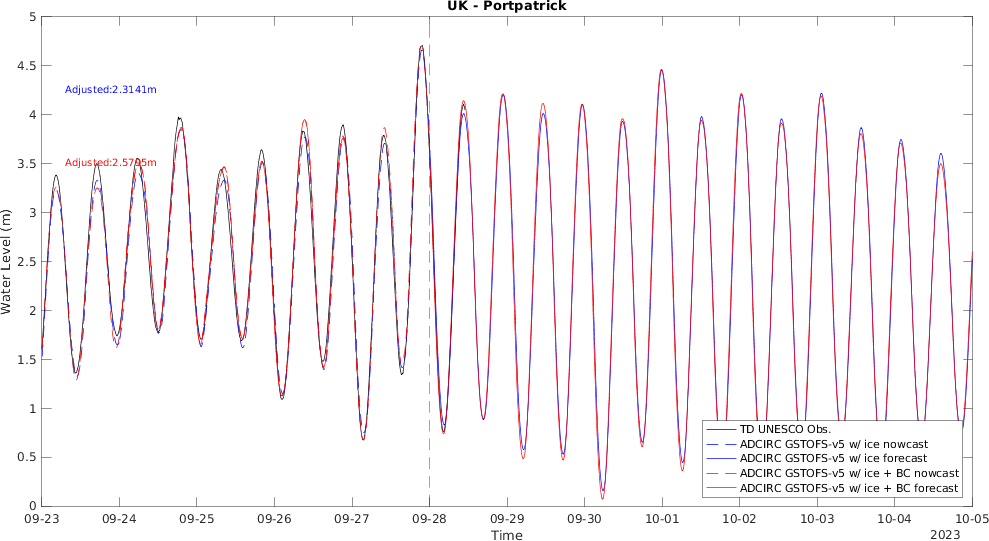 UK - Portpatrick
5
4.5
4
3.5
3
2.5
2
1.5
1
0.5
0
Water Level (m)
Adjusted:2.3141m
TD UNESCO Obs.
ADCIRC GSTOFS-v5 w/ ice nowcast
ADCIRC GSTOFS-v5 w/ ice forecast
ADCIRC GSTOFS-v5 w/ ice + BC nowcast
ADCIRC GSTOFS-v5 w/ ice + BC forecast
09-23 09-24 09-25 09-26 09-27 09-28 09-29 09-30 10-01 10-02 10-03 10-04 10-05
Time
2023